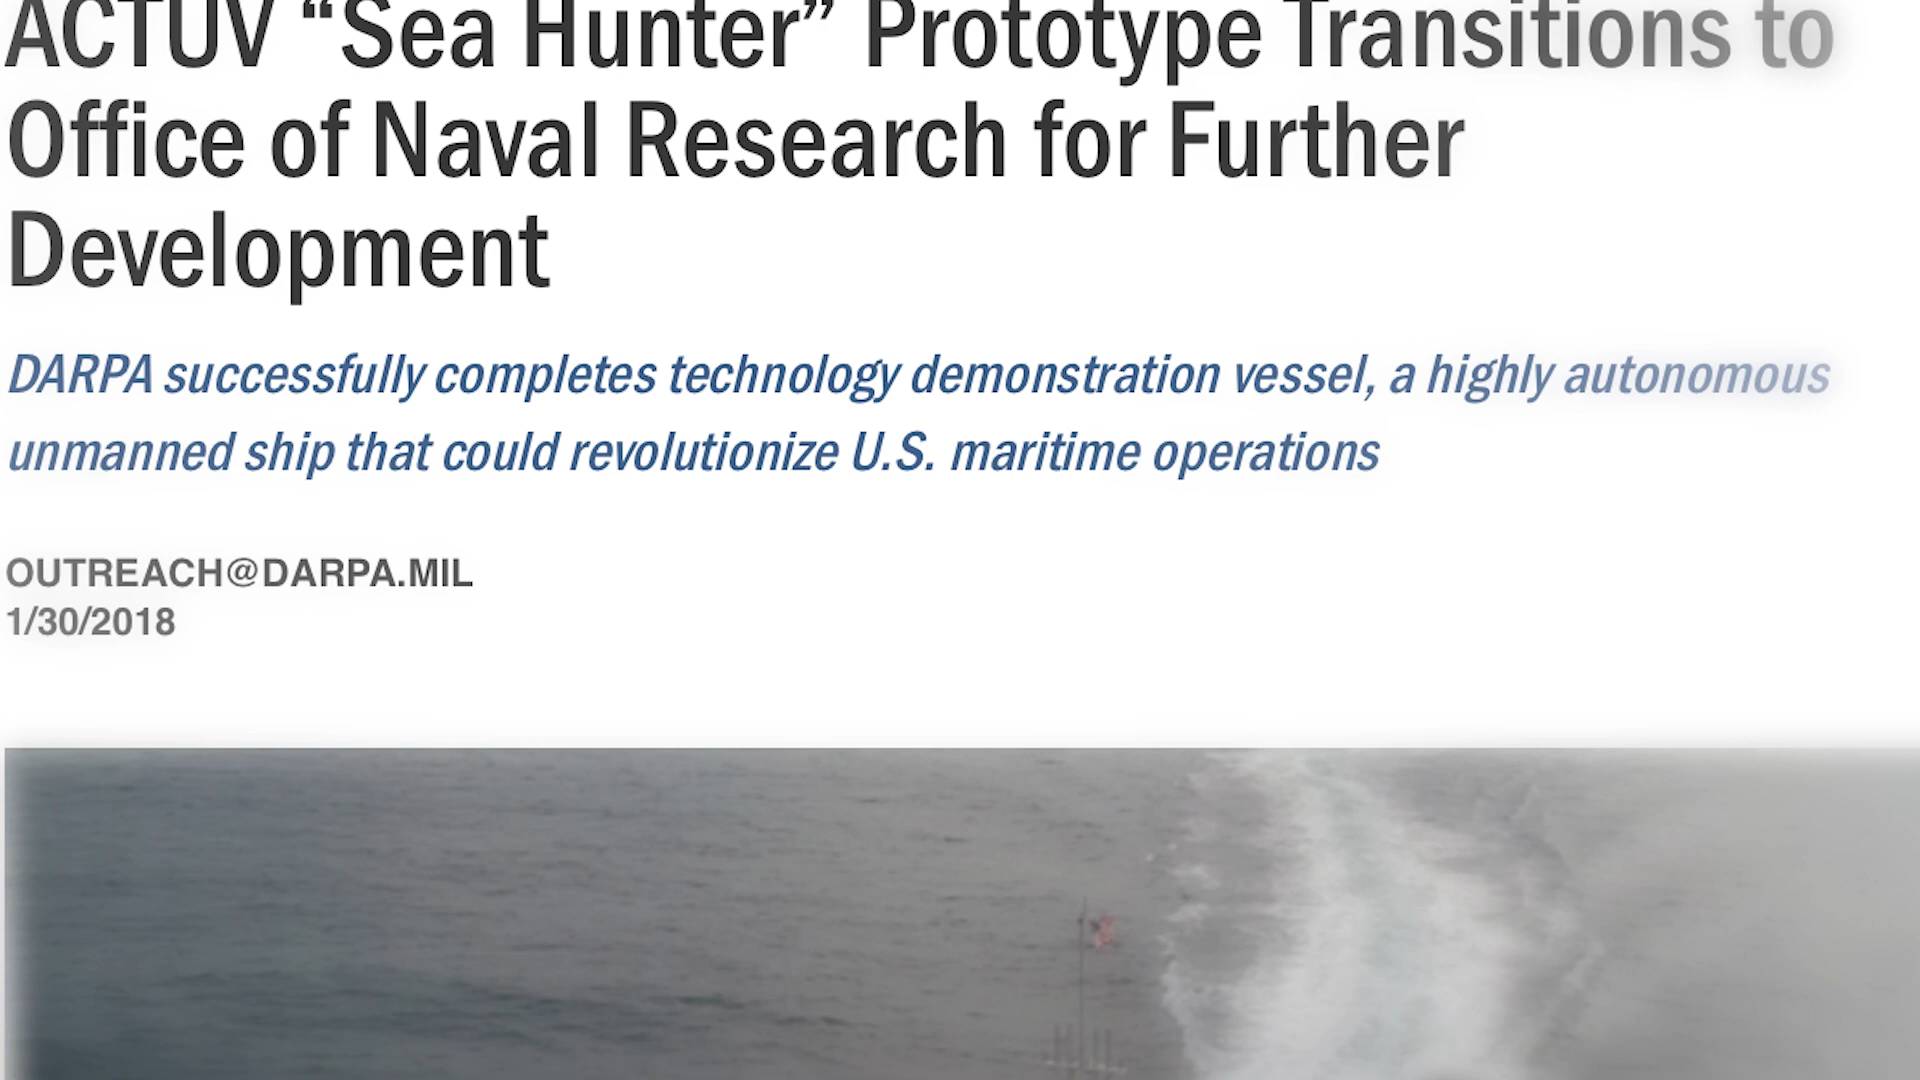 ACTUV “Sea Hunter” Prototype Transitions to
Office of Naval Research for Further
Development
DARPA successfully completes technology demonstration vessel, a highly autonomous
unmanned ship that could revolutionize U.S. maritime operations
OUTREACH@DARPA.MIL
1/30/2018